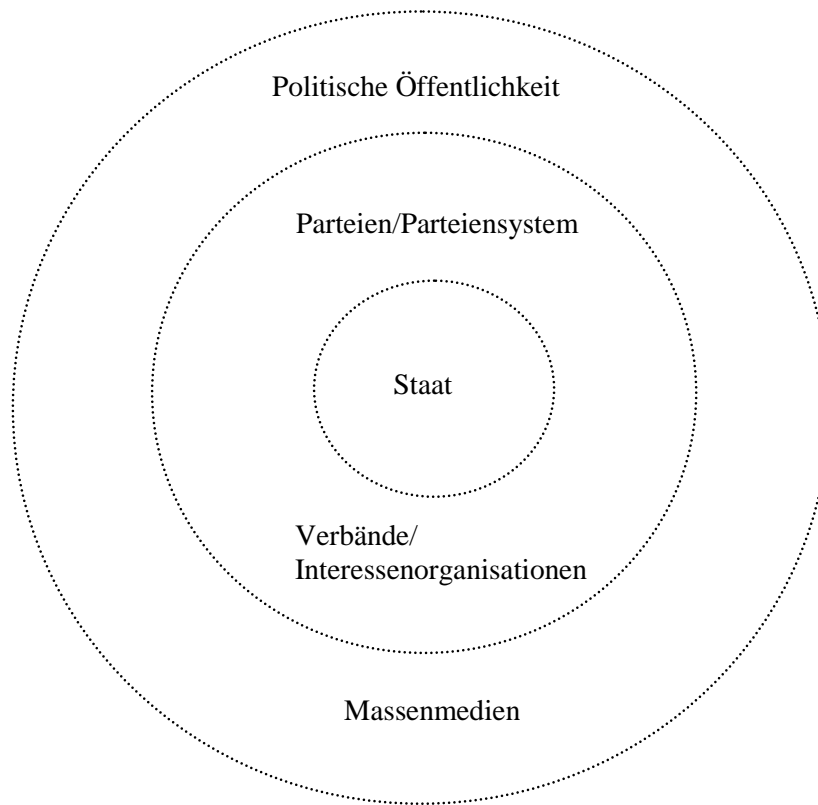 Politische Öffentlichkeit
Parteien/Parteiensystem
Staat
Verbände/
Interessenorganisationen
Massenmedien